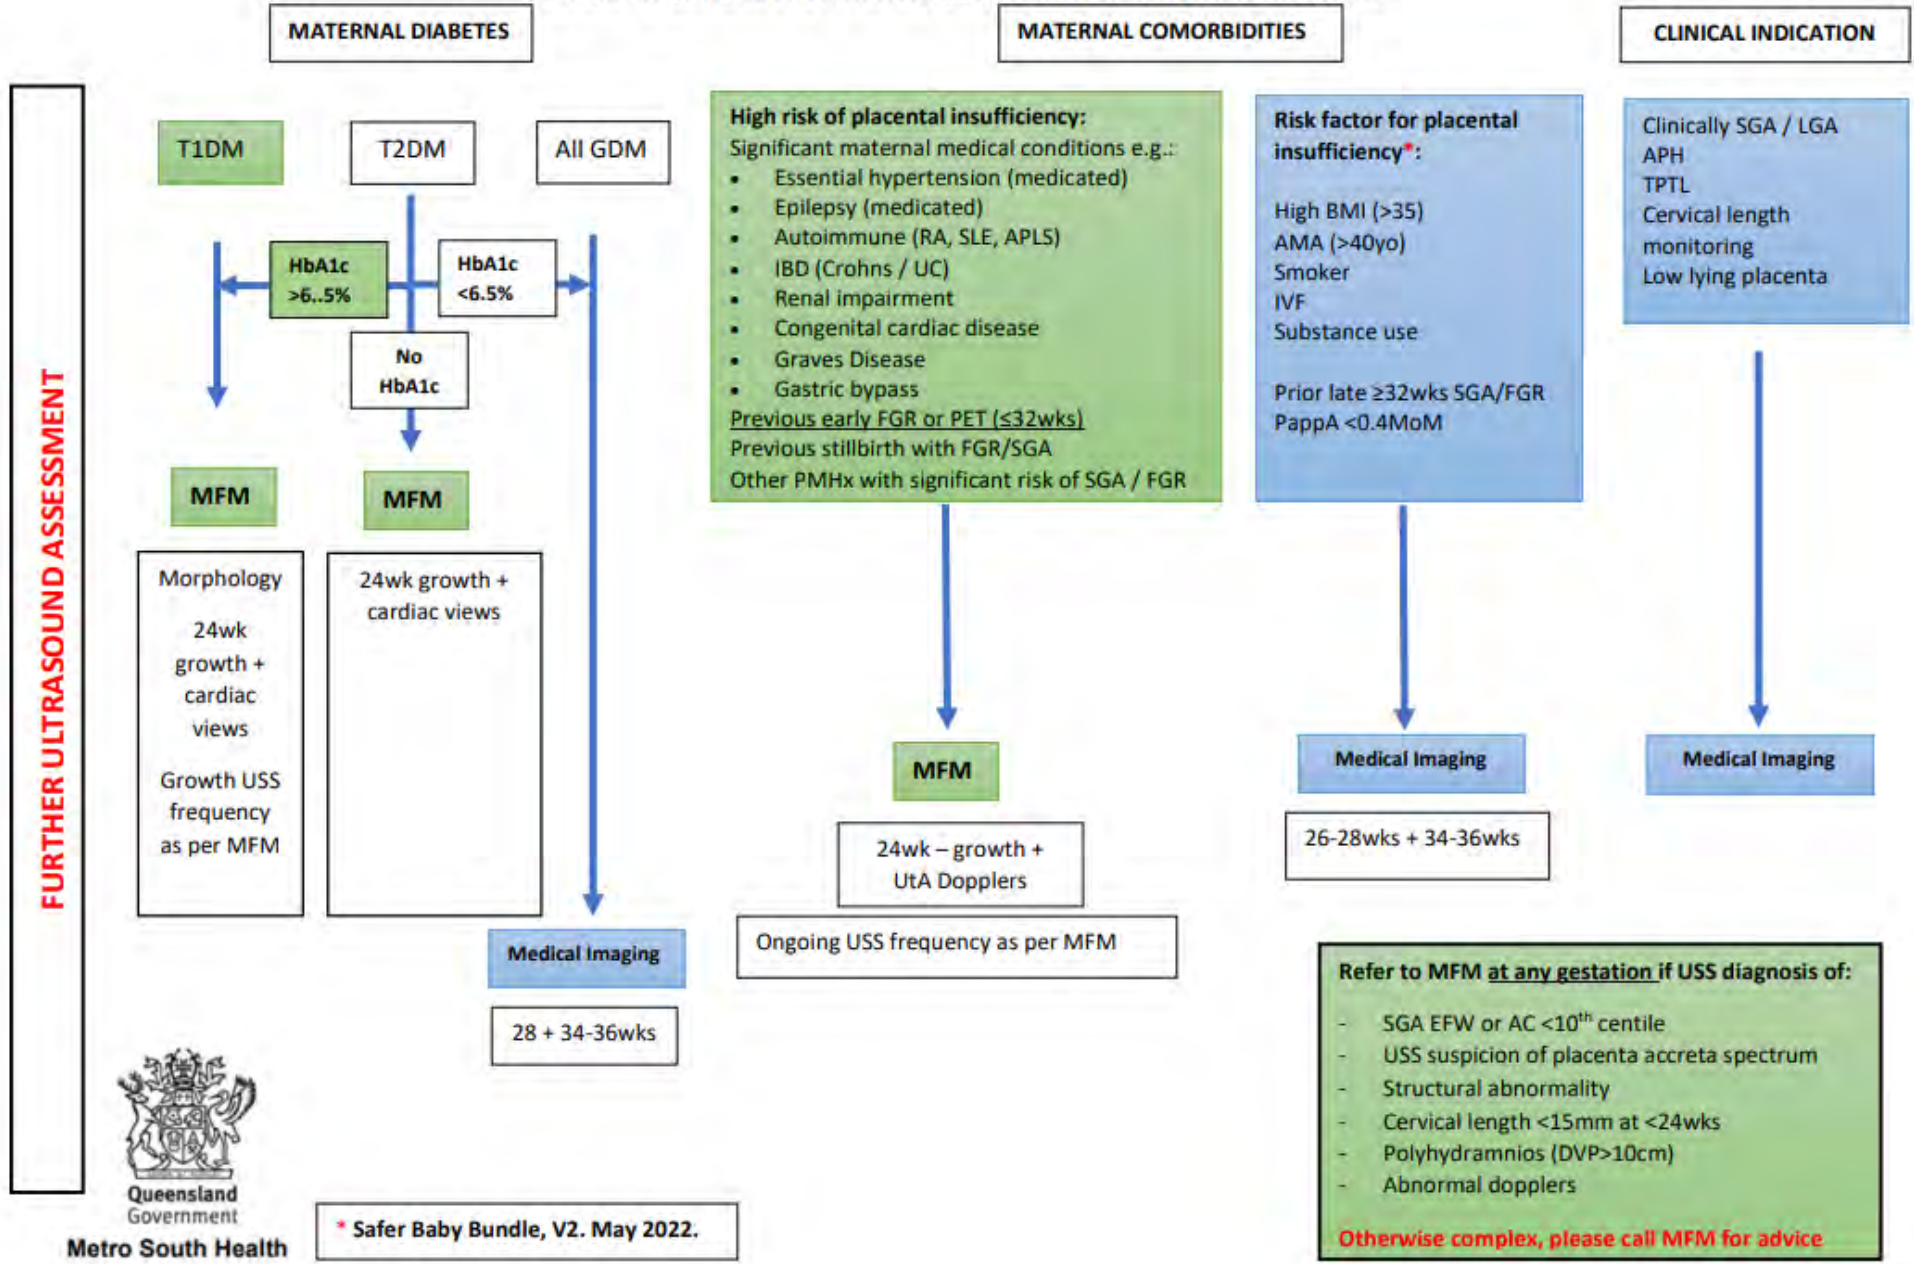 MATERNAL DIABETES
MATERNAL COMORBIDITIES
CLINICAL INDICATION
FURTHER ULTRASOUND ASSESSMENT
T1DM
T2DM
All GDM
HbA1c
>6..5%
HbA1c
<6.5%
No
HbA1c
MFM
MFM
Morphology
24wk
growth +
cardiac
views
Growth USS
frequency
as per MFM
24wk growth +
cardiac views
Medical Imaging
28 + 34-36wks
High risk of placental insufficiency:
Significant maternal medical conditions e.g.:
• Essential hypertension (medicated)
• Epilepsy (medicated)
• Autoimmune (RA, SLE, APLS)
• IBD (Crohns / UC)
• Renal impairment
• Congenital cardiac disease
• Graves Disease
• Gastric bypass
Previous early FGR or PET (≤32wks)
Previous stillbirth with FGR/SGA
Other PMHx with significant risk of SGA / FGR
MFM
24wk – growth +
UtA Dopplers
Ongoing USS frequency as per MFM
Risk factor for placental
insufficiency*:
High BMI (>35)
AMA (>40yo)
Smoker
IVF
Substance use
Prior late ≥32wks SGA/FGR
PappA <0.4MoM
Medical Imaging
26-28wks + 34-36wks
Clinically SGA / LGA
APH
TPTL
Cervical length
monitoring
Low lying placenta
Medical Imaging
Refer to MFM at any gestation if USS diagnosis of:
- SGA EFW or AC <10th centile
- USS suspicion of placenta accreta spectrum
- Structural abnormality
- Cervical length <15mm at <24wks
- Polyhydramnios (DVP>10cm)
- Abnormal dopplers
Otherwise complex, please call MFM for advice
Queensland
Government
Metro South Health
* Safer Baby Bundle, V2. May 2022.